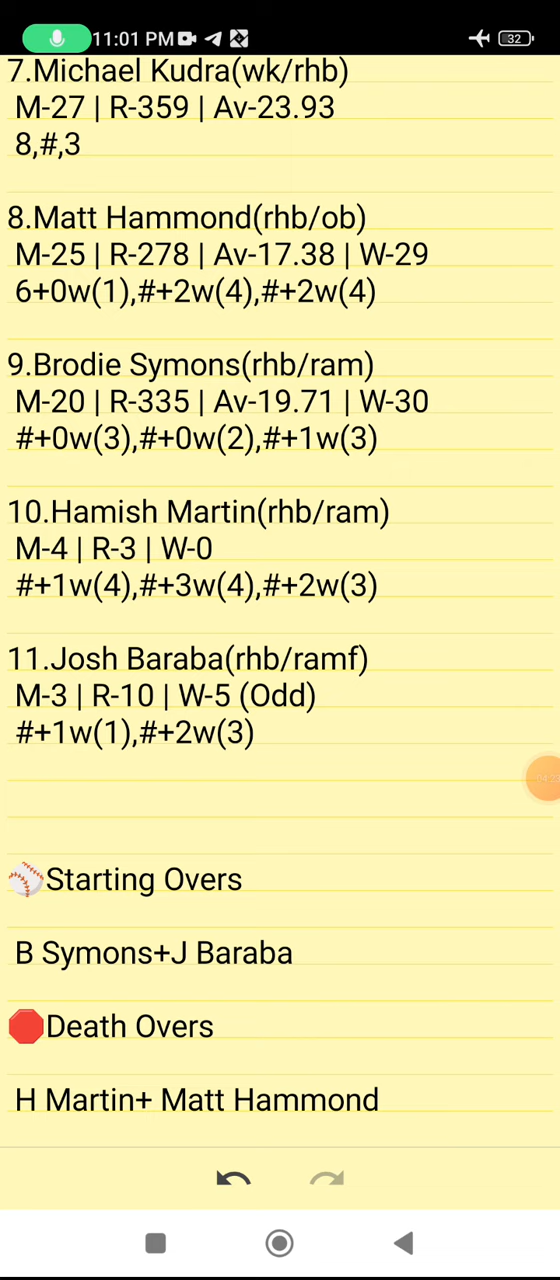 11:01 PM 32
7.Michael Kudra(wk/rhb)
M-27 | R-359 | Av-23.93
8,#,3
8.Matt Hammond(rhb/ob)
M-25 | R-278 | Av-17.38 | W-29
6+0w(1),#+2w(4),#+2w(4)
9.Brodie Symons(rhb/ram)
M-20 | R-335 | Av-19.71 | W-30
#+0w(3),#+0w(2),#+1w(3)
10.Hamish Martin(rhb/ram)
M-4 | R-3 | W-0
#+1w(4),#+3w(4),#+2w(3)
11.Josh Baraba(rhb/ramf)
M-3 | R-10 | W-5 (Odd)
#+1w(1),#+2w(3)
⚾Starting Overs
B Symons+J Baraba
🛑Death Overs
H Martin+ Matt Hammond